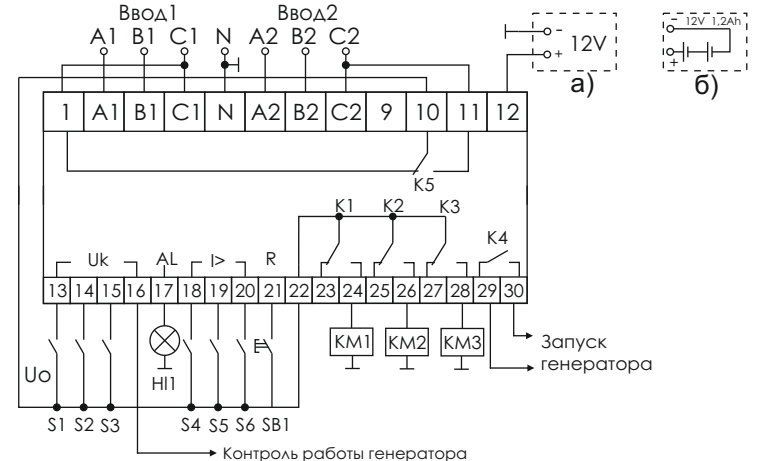 Ввод1 Ввод2
A1 B1 C1 N A2 B2 C2
- 12V + а)
- 12V 1,2Ah + б)
1 A1 B1 C1 N A2 B2 C2 9 10 11 12
K5
K1 K2 K3
K4
Uk AL I> R
13 14 15 16 17 18 19 20 21 22 23 24 25 26 27 28 29 30
Uo HI1 E KM1 KM2 KM3
Запуск
генератора
S1 S2 S3 S4 S5 S6 SB1
Контроль работы генератора